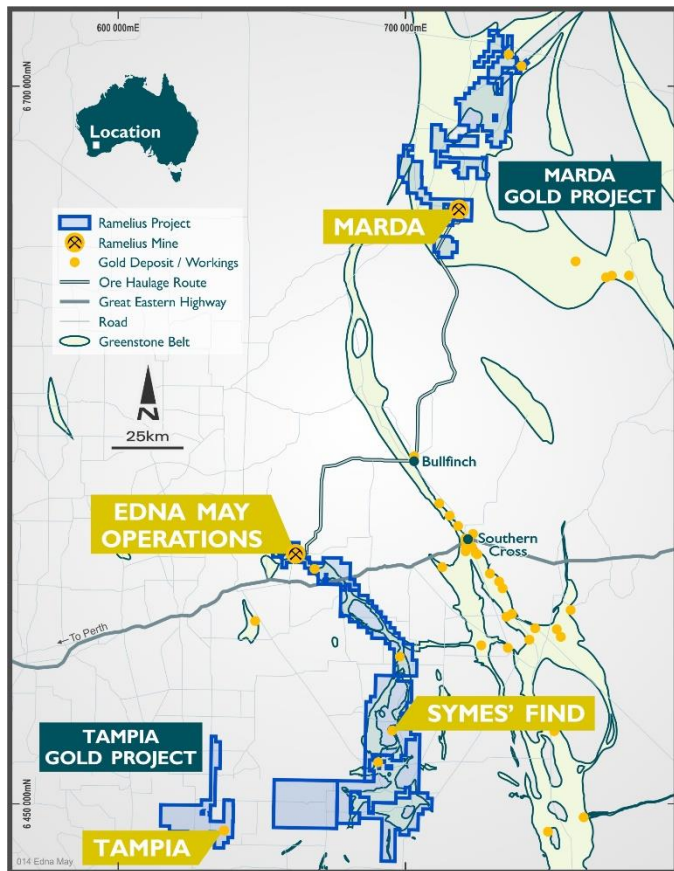 600 000mE
700 000mE
6 700 000mN
Location
Ramelius Project
Ramelius Mine
Gold Deposit / Workings
Ore Haulage Route
Great Eastern Highway
Road
Greenstone Belt
N
25km
MARDA
GOLD PROJECT
MARDA
Bullfinch
EDNA MAY
OPERATIONS
Southern
Cross
To Perth
SYMES' FIND
TAMPIA
GOLD PROJECT
6 450 000mN
TAMPIA
014 Edna May